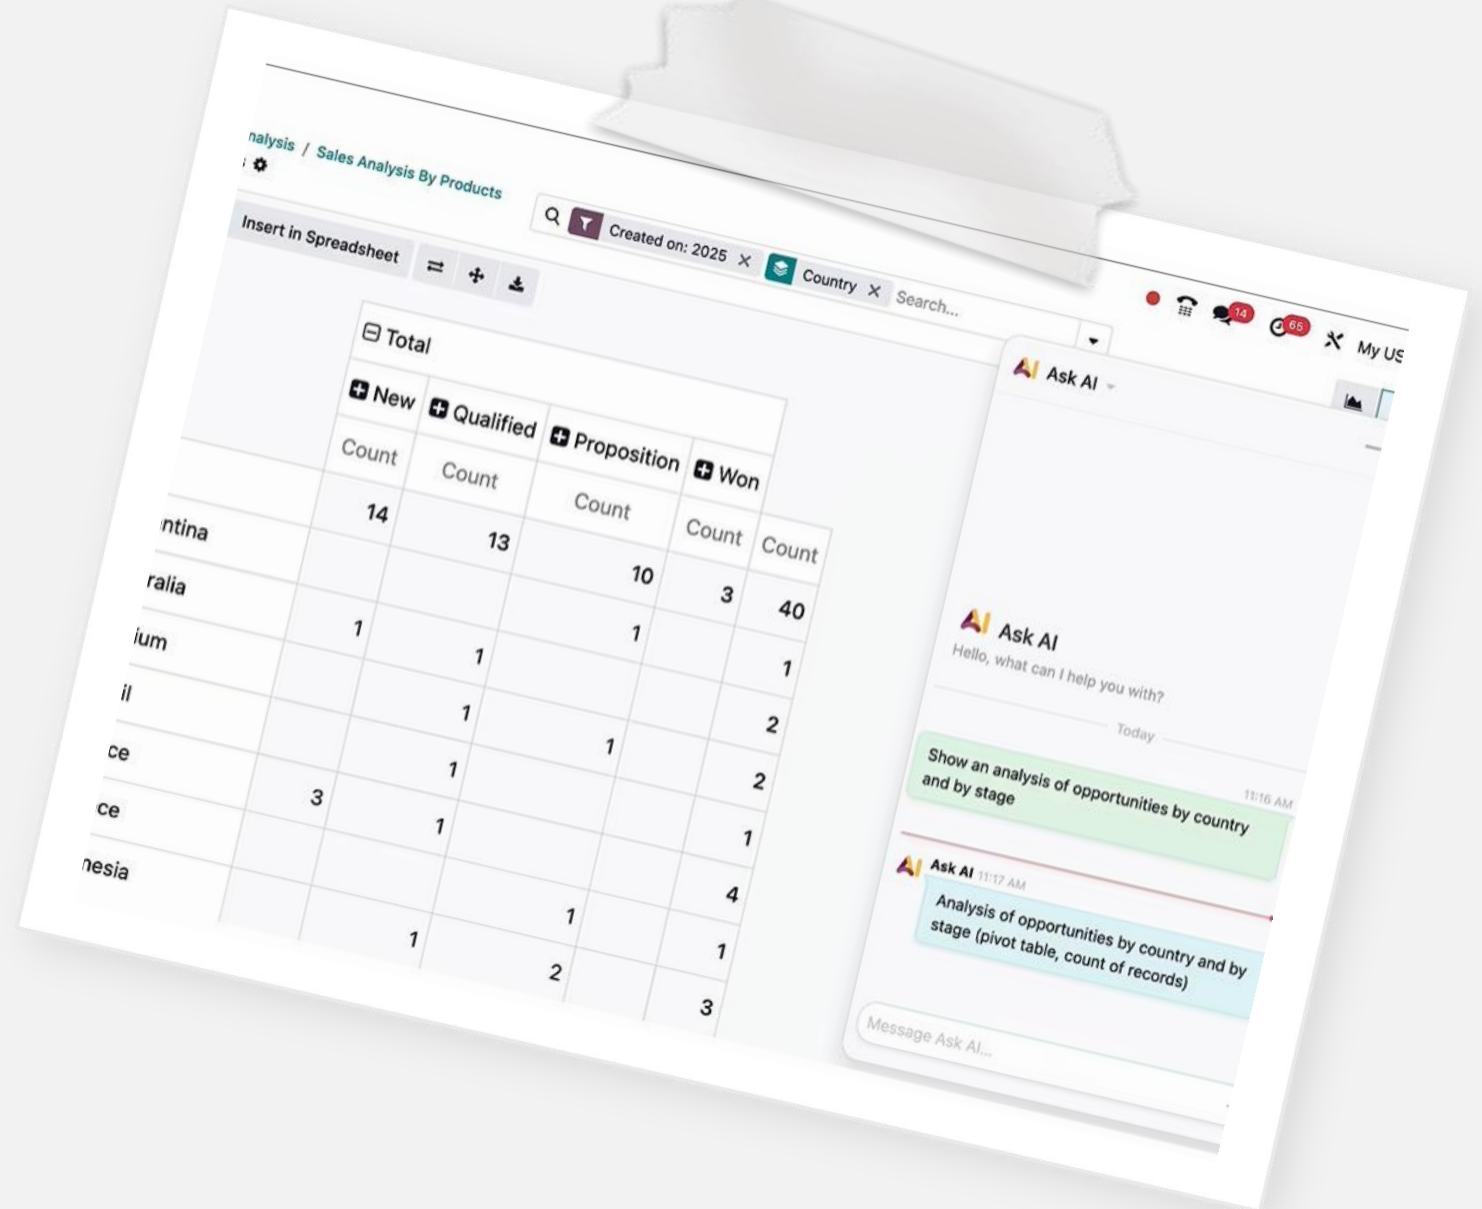 nalysis / Sales Analysis By Products
Insert in Spreadsheet
Created on: 2025 Country Search...
14 65 My US
Total
New Qualified Proposition Won
Count Count Count Count Count
14 13 10 3 40
ntina 1 1
ralia 1 1 2
ium 1 1 2
il 1 1
ce 3 1 4
ce 1 1
nesia 1 2 3
AI Ask AI
AI Ask AI
Hello, what can I help you with?
Today
11:16 AM
Show an analysis of opportunities by country
and by stage
AI Ask AI 11:17 AM
Analysis of opportunities by country and by
stage (pivot table, count of records)
Message Ask AI...